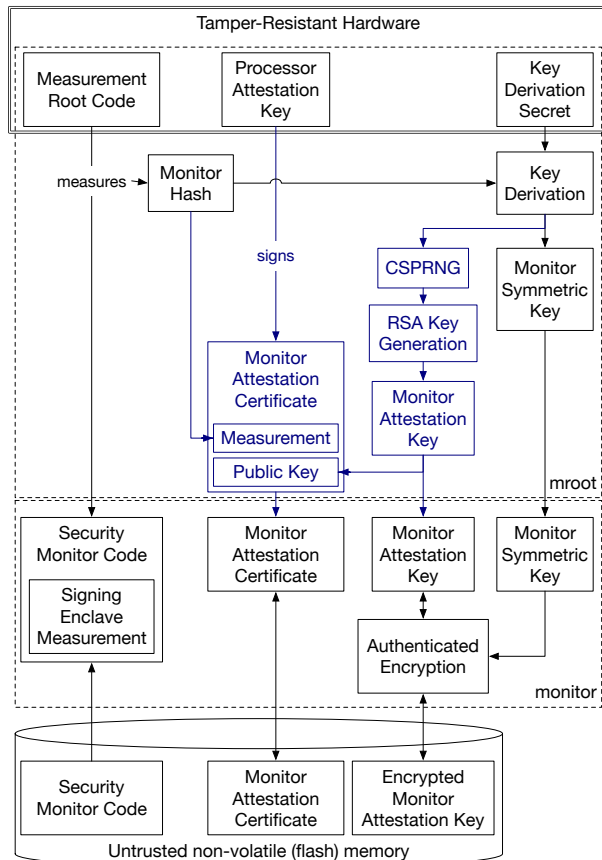 Tamper-Resistant Hardware
Measurement
Root Code
Processor
Attestation
Key
Key
Derivation
Secret
measures
Monitor
Hash
Key
Derivation
signs
CSPRNG
Monitor
Symmetric
Key
RSA Key
Generation
Monitor
Attestation
Certificate
Measurement
Public Key
Monitor
Attestation
Key
mroot
Security
Monitor Code
Signing
Enclave
Measurement
Monitor
Attestation
Certificate
Monitor
Attestation
Key
Monitor
Symmetric
Key
Authenticated
Encryption
monitor
Security
Monitor Code
Monitor
Attestation
Certificate
Encrypted
Monitor
Attestation Key
Untrusted non-volatile (flash) memory